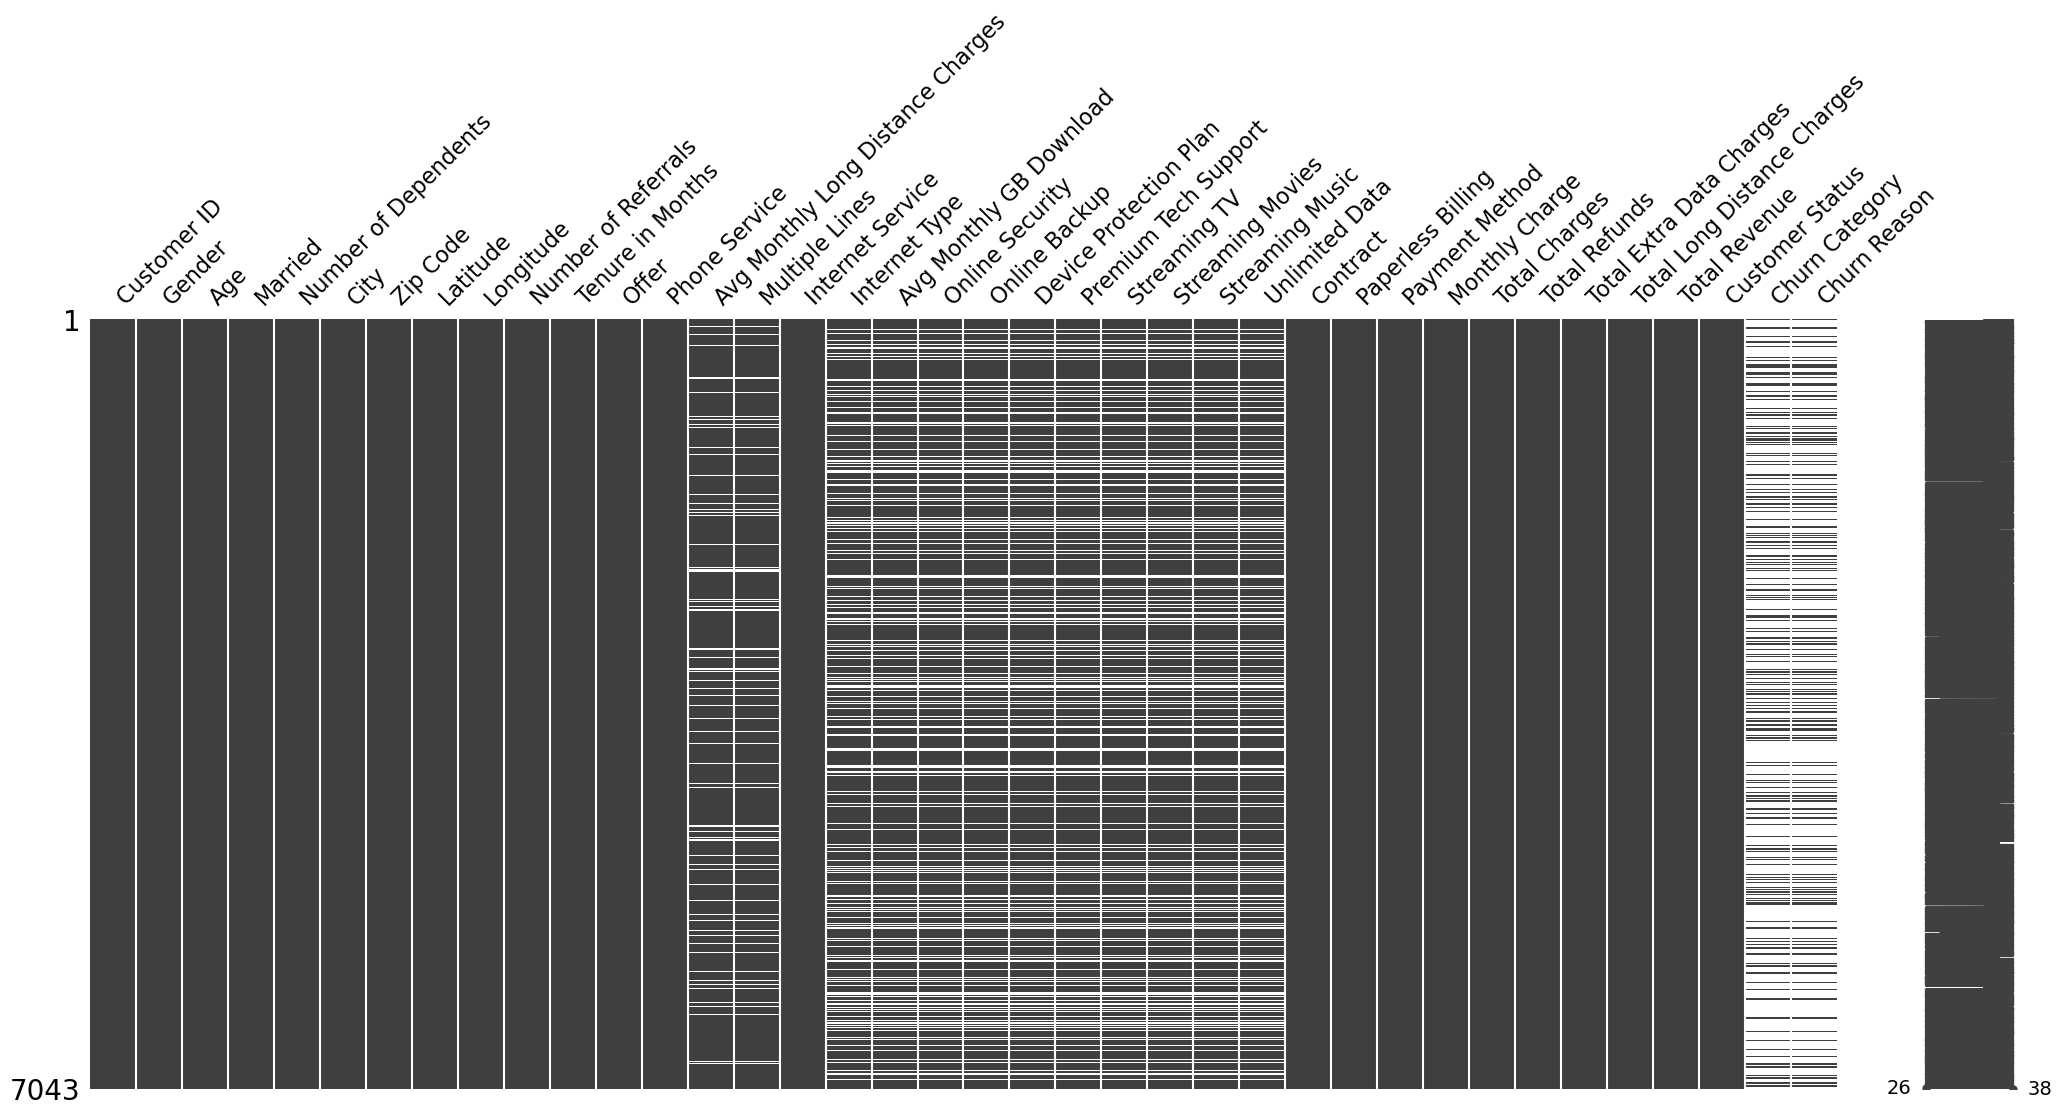 Customer ID
Gender
Age
Married
Number of Dependents
City
Zip Code
Latitude
Longitude
Number of Referrals
Tenure in Months
Offer
Phone Service
Avg Monthly Long Distance Charges
Multiple Lines
Internet Service
Internet Type
Avg Monthly GB Download
Online Security
Online Backup
Device Protection Plan
Premium Tech Support
Streaming TV
Streaming Movies
Streaming Music
Unlimited Data
Contract
Paperless Billing
Payment Method
Monthly Charge
Total Charges
Total Refunds
Total Extra Data Charges
Total Long Distance Charges
Total Revenue
Customer Status
Churn Category
Churn Reason
1
7043
26
38